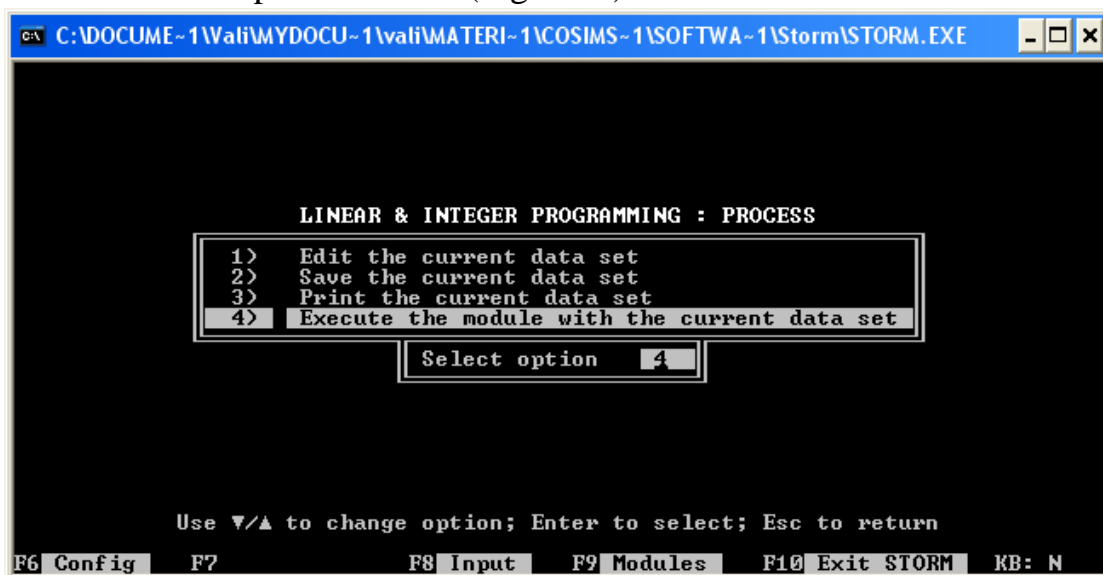 C:\DOCUME~1\Vali\MYDOCU~1\vali\MATERI~1\COSIMS~1\SOFTWA~1\Storm\STORM.EXE
LINEAR & INTEGER PROGRAMMING : PROCESS
1) Edit the current data set
2) Save the current data set
3) Print the current data set
4) Execute the module with the current data set
Select option 4
Use ▼/▲ to change option; Enter to select; Esc to return
F6 Config F7 F8 Input F9 Modules F10 Exit STORM KB: N